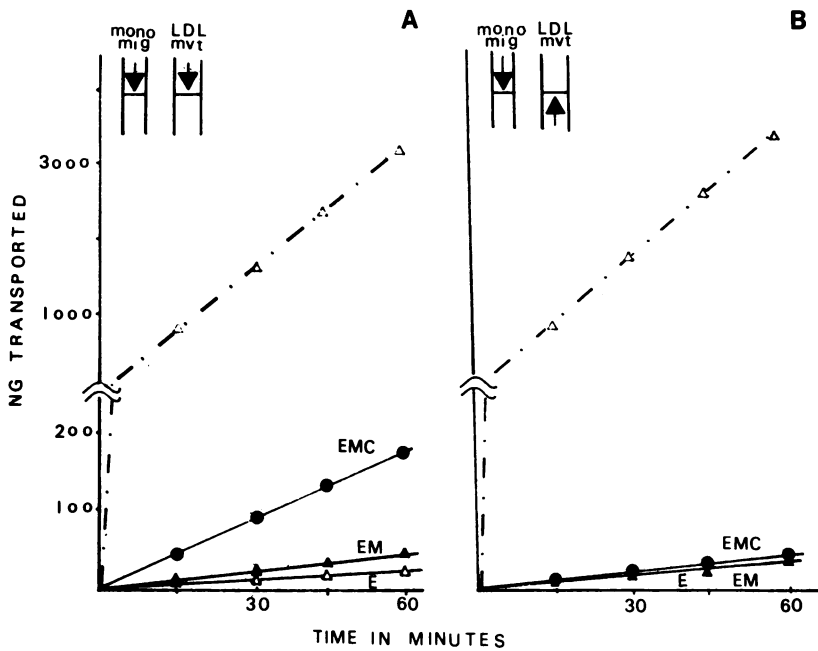 A
mono mig
LDL mvt
B
mono mig
LDL mvt
NG TRANSPORTED
3000
1000
200
100
EMC
EM
E
30
60
EMC
E
EM
30
60
TIME IN MINUTES